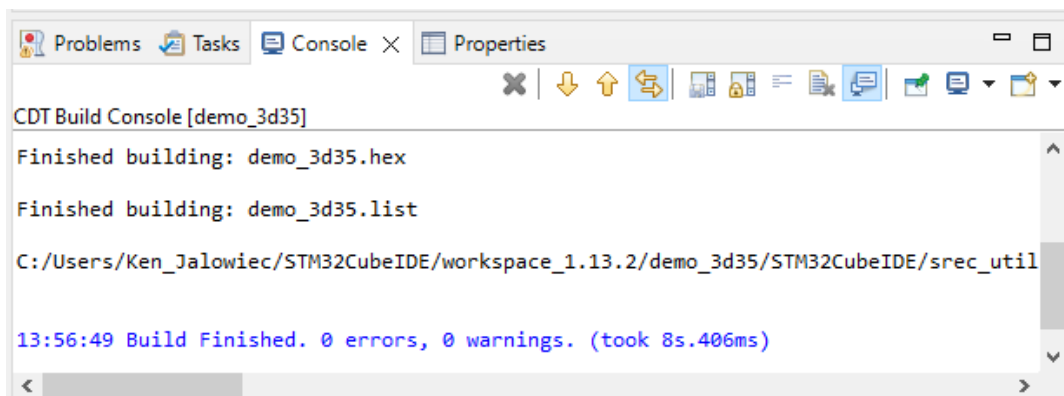 Problems Tasks Console Properties
CDT Build Console [demo_3d35]
Finished building: demo_3d35.hex
Finished building: demo_3d35.list
C:/Users/Ken_Jalowiec/STM32CubeIDE/workspace_1.13.2/demo_3d35/STM32CubeIDE/srec_util
13:56:49 Build Finished. 0 errors, 0 warnings. (took 8s.406ms)